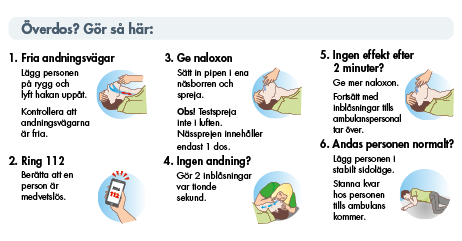 Överdos? Gör så här:
1. Fria andningsvägar
Lägg personen
på rygg och
lyft hakan uppåt.
Kontrollera att
andningsvägarna
är fria.
2. Ring 112
Berätta att en
person är
medvetslös.
112
3. Ge naloxon
Sätt in pipen i ena
näsborren och
spreja.
Obs! Testspreja
inte i luften.
Nässprejen innehåller
endast 1 dos.
4. Ingen andning?
Gör 2 inblåsningar
var tionde
sekund.
5. Ingen effekt efter
2 minuter?
Ge mer naloxon.
Fortsätt med
inblåsningar tills
ambulanspersonal
tar över.
6. Andas personen normalt?
Lägg personen i
stabilt sidoläge.
Stanna kvar
hos personen
tills ambulans
kommer.